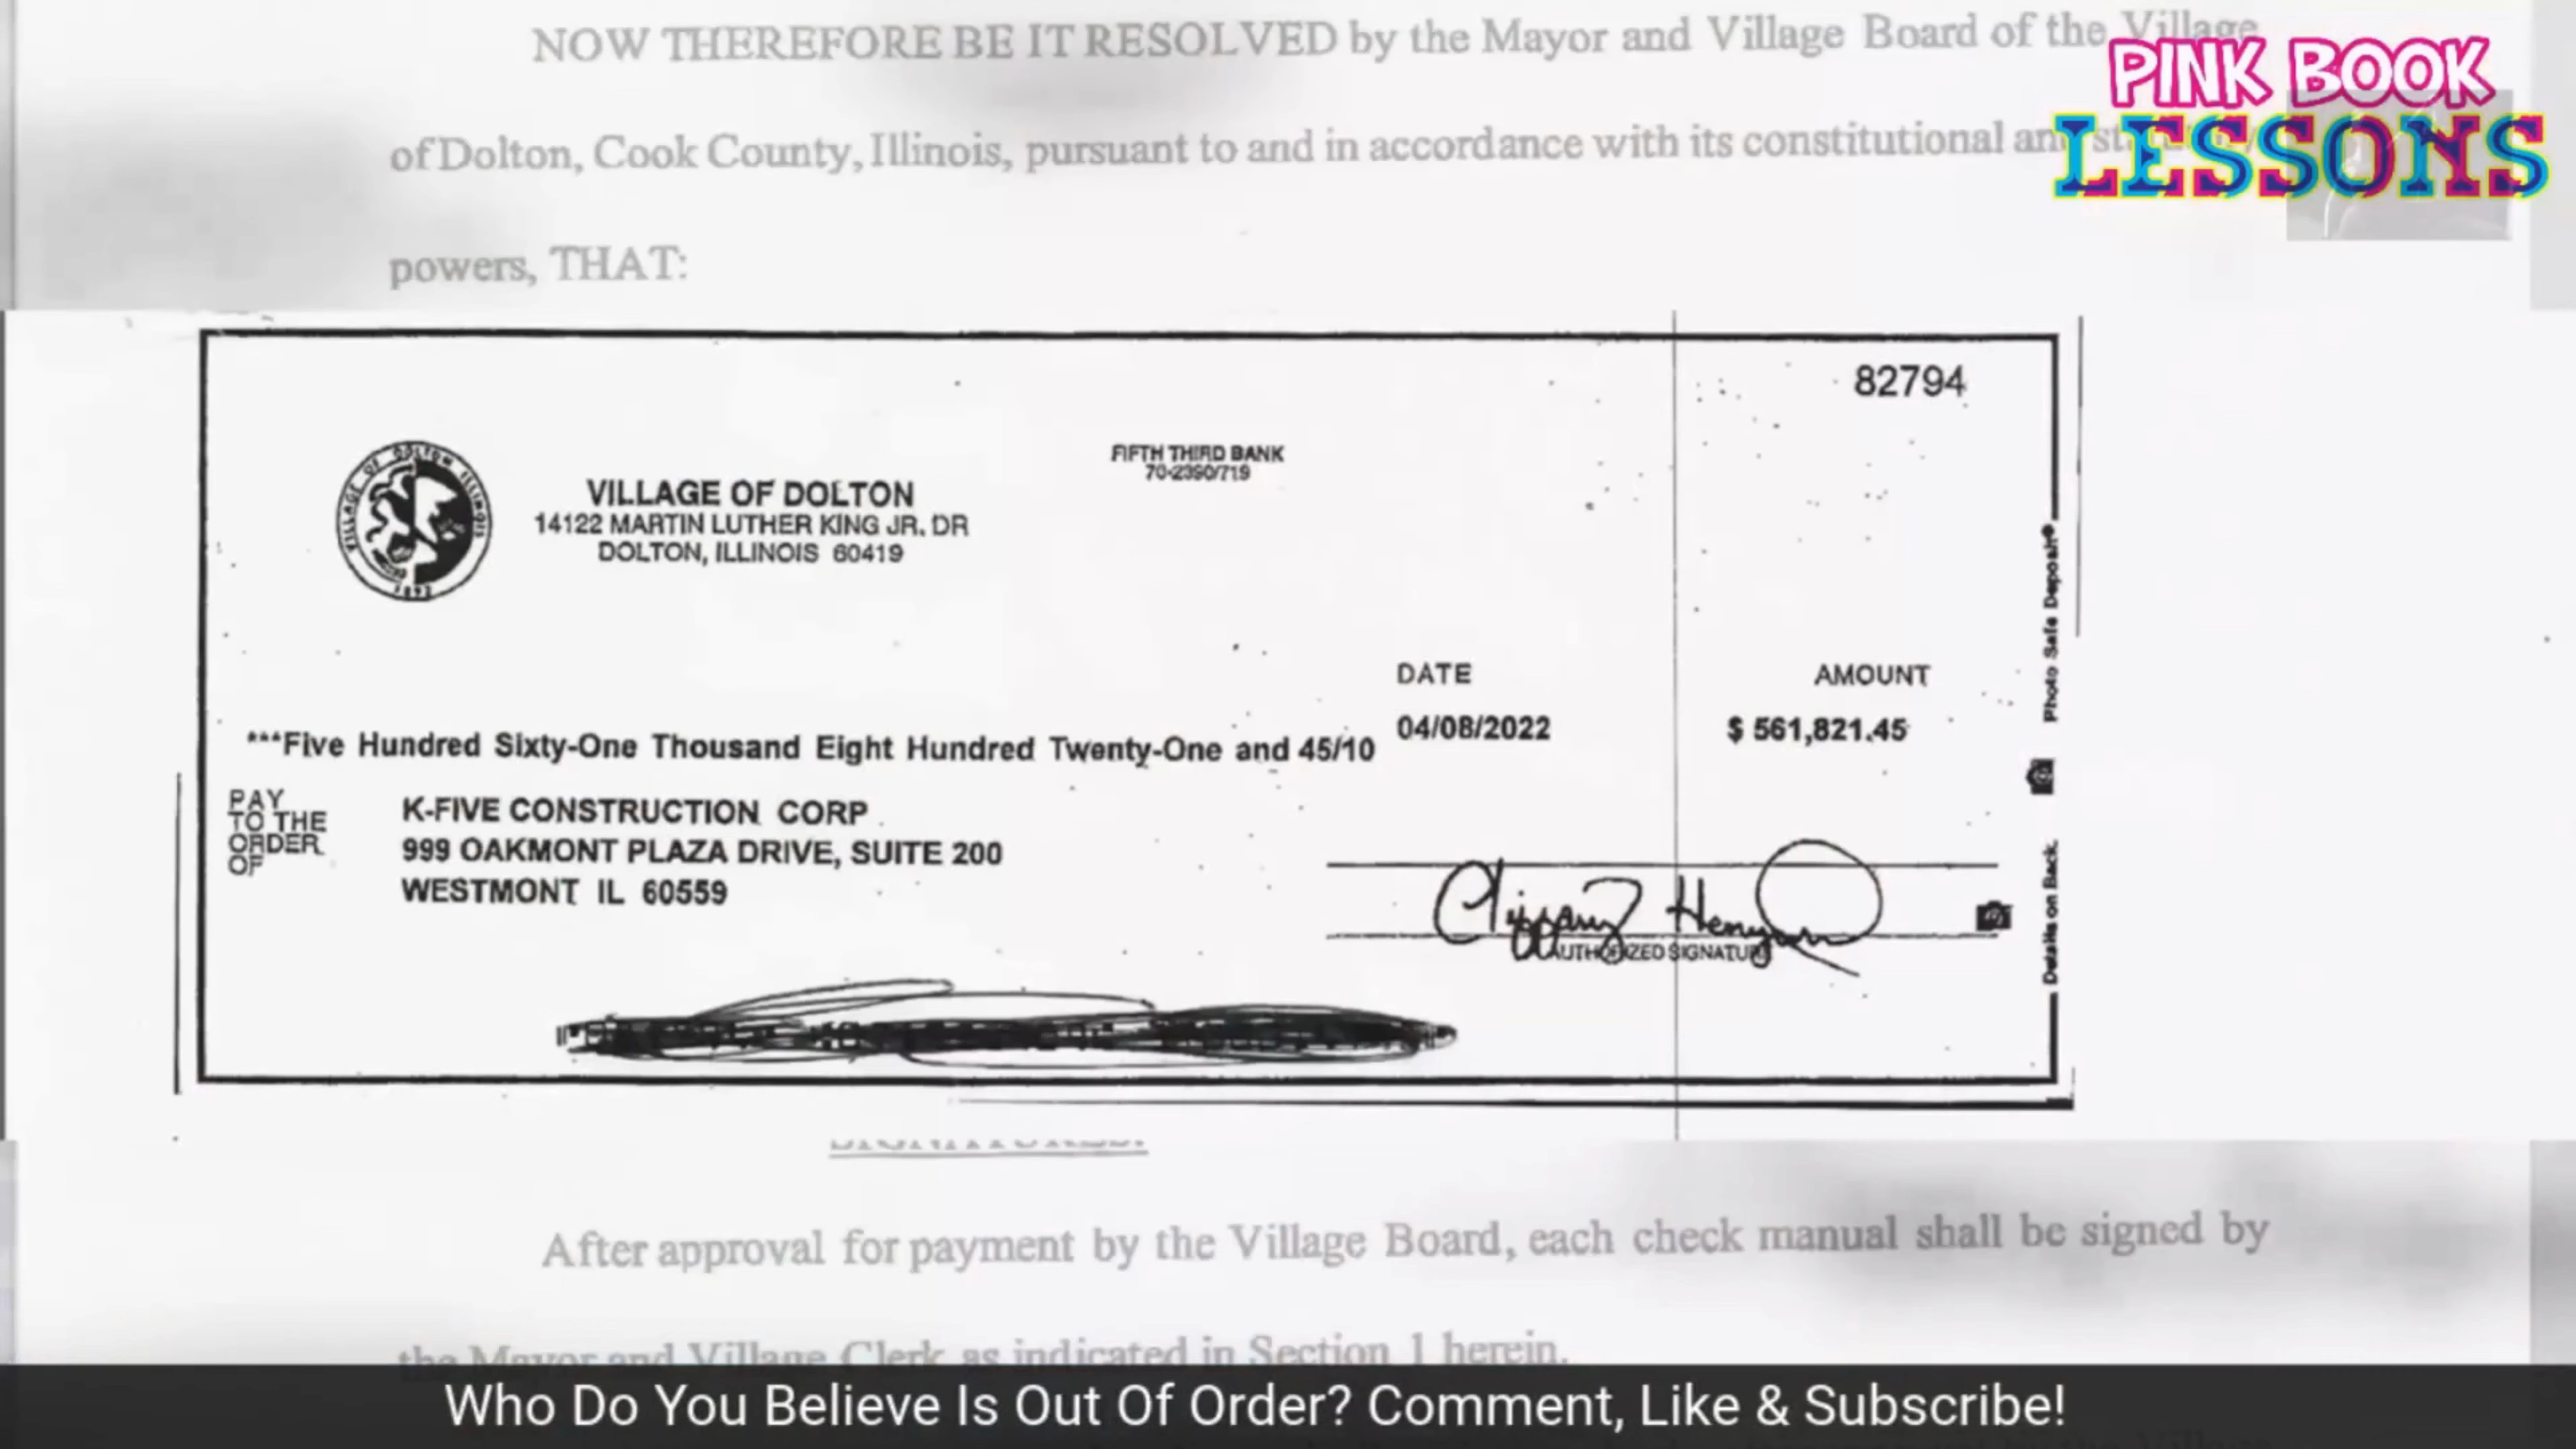 NOW THEREFORE BE IT RESOLVED by the Mayor and Village Board of the Village
of Dolton, Cook County, Illinois, pursuant to and in accordance with its constitutional
powers, THAT:
PINK BOOK
LESSONS
82794
VILLAGE OF DOLTON ILLINOIS
1892
FIFTH THIRD BANK
70-2390/719
VILLAGE OF DOLTON
14122 MARTIN LUTHER KING JR. DR
DOLTON, ILLINOIS 60419
DATE
AMOUNT
04/08/2022
$ 561,821.45
***Five Hundred Sixty-One Thousand Eight Hundred Twenty-One and 45/10
PAY
TO THE
ORDER
OF
K-FIVE CONSTRUCTION CORP
999 OAKMONT PLAZA DRIVE, SUITE 200
WESTMONT IL 60559
AUTHORIZED SIGNATURE
Photo Safe Deposit®
Details on Back.
After approval for payment by the Village Board, each check manual shall be signed by
the Mayor and Village Clerk as indicated in Section 1 herein.
Who Do You Believe Is Out Of Order? Comment, Like & Subscribe!